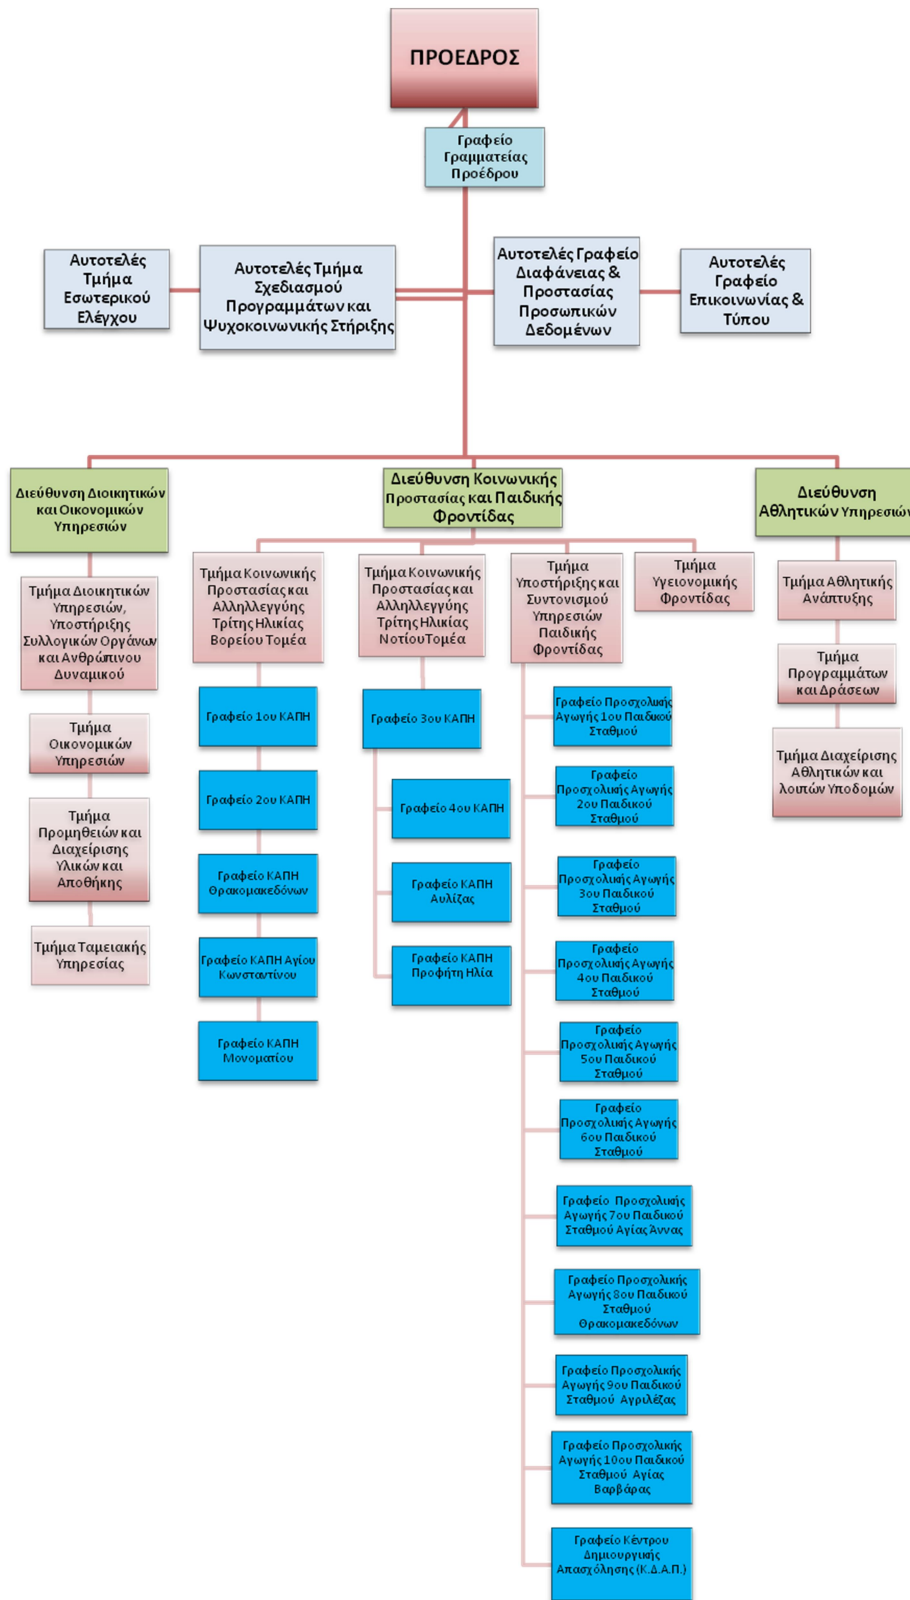 ΠΡΟΕΔΡΟΣ
Γραφείο
Γραμματείας
Προέδρου
Αυτοτελές
Τμήμα
Εσωτερικού
Ελέγχου
Αυτοτελές Τμήμα
Σχεδιασμού
Προγραμμάτων και
Ψυχοκοινωνικής Στήριξης
Αυτοτελές Γραφείο
Διαφάνειας &
Προστασίας
Προσωπικών
Δεδομένων
Αυτοτελές
Γραφείο
Επικοινωνίας &
Τύπου
Διεύθυνση Διοικητικών
και Οικονομικών
Υπηρεσιών
Τμήμα Διοικητικών
Υπηρεσιών,
Υποστήριξης
Συλλογικών Οργάνων
και Ανθρώπινου
Δυναμικού
Τμήμα
Οικονομικών
Υπηρεσιών
Τμήμα
Προμηθειών και
Διαχείρισης
Υλικών και
Αποθήκης
Τμήμα Ταμειακής
Υπηρεσίας
Διεύθυνση Κοινωνικής
Προστασίας και Παιδικής
Φροντίδας
Τμήμα Κοινωνικής
Προστασίας και
Αλληλλεγγύης
Τρίτης Ηλικίας
Βορείου Τομέα
Γραφείο 1ου ΚΑΠΗ
Γραφείο 2ου ΚΑΠΗ
Γραφείο ΚΑΠΗ
Θρακομακεδόνων
Γραφείο ΚΑΠΗ Αγίου
Κωνσταντίνου
Γραφείο ΚΑΠΗ
Μονοματίου
Τμήμα Κοινωνικής
Προστασίας και
Αλληλλεγγύης
Τρίτης Ηλικίας
ΝοτίουΤομέα
Γραφείο 3ου ΚΑΠΗ
Γραφείο 4ου ΚΑΠΗ
Γραφείο ΚΑΠΗ
Αυλίζας
Γραφείο ΚΑΠΗ
Προφήτη Ηλία
Τμήμα
Υποστήριξης και
Συντονισμού
Υπηρεσιών
Παιδικής
Φροντίδας
Γραφείο Προσχολικής
Αγωγής 1ου Παιδικού
Σταθμού
Γραφείο
Προσχολικής Αγωγής
2ου Παιδικού
Σταθμού
Γραφείο
Προσχολικής Αγωγής
3ου Παιδικού
Σταθμού
Γραφείο
Προσχολικής Αγωγής
4ου Παιδικού
Σταθμού
Γραφείο
Προσχολικής Αγωγής
5ου Παιδικού
Σταθμού
Γραφείο
Προσχολικής Αγωγής
6ου Παιδικού
Σταθμού
Γραφείο Προσχολικής
Αγωγής 7ου Παιδικού
Σταθμού Αγίας Άννας
Γραφείο Προσχολικής
Αγωγής 8ου Παιδικού
Σταθμού
Θρακομακεδόνων
Γραφείο Προσχολικής
Αγωγής 9ου Παιδικού
Σταθμού Αγριλέζας
Γραφείο Προσχολικής
Αγωγής 10ου Παιδικού
Σταθμού Αγίας
Βαρβάρας
Γραφείο Κέντρου
Δημιουργικής
Απασχόλησης (Κ.Δ.Α.Π.)
Τμήμα
Υγειονομικής
Φροντίδας
Διεύθυνση
Αθλητικών Υπηρεσιών
Τμήμα Αθλητικής
Ανάπτυξης
Τμήμα
Προγραμμάτων
και Δράσεων
Τμήμα Διαχείρισης
Αθλητικών και
λοιπών Υποδομών